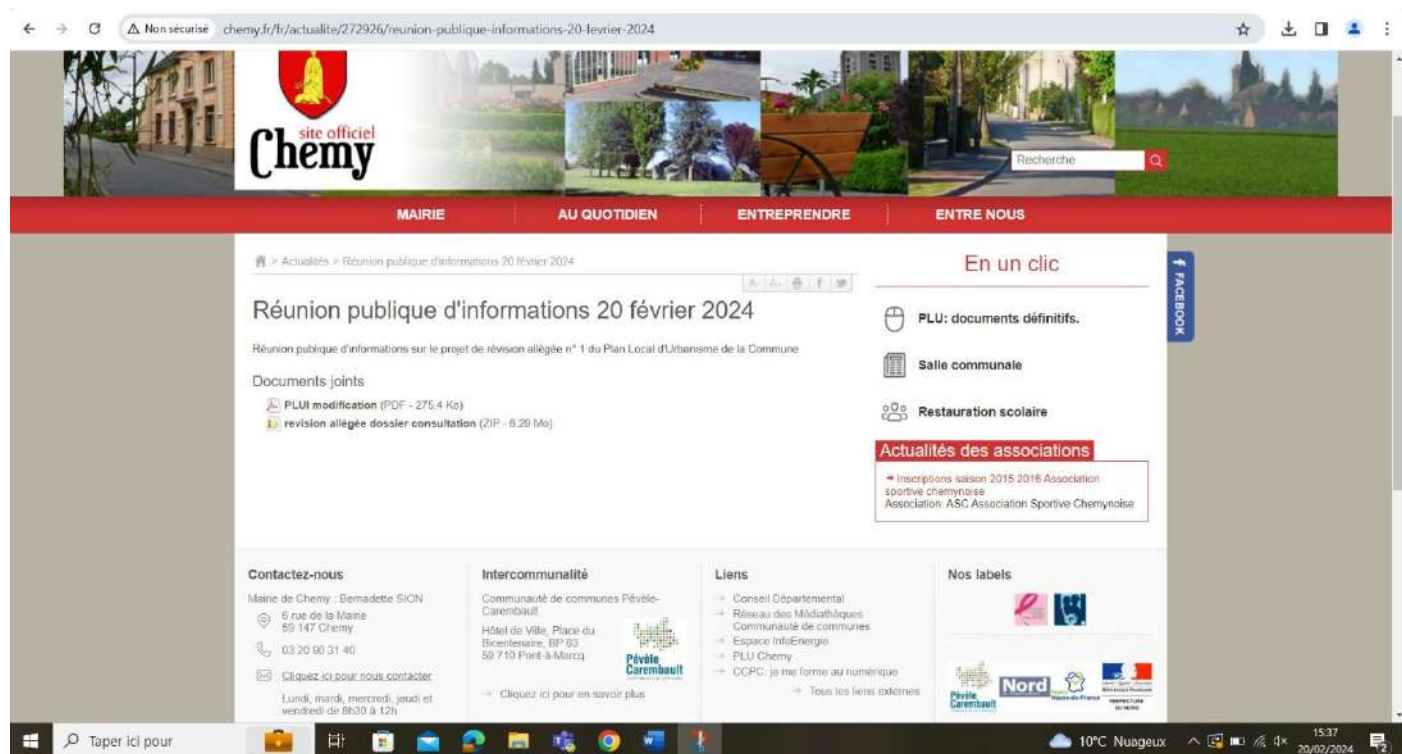 Non sécurisé
chemy.fr/fr/actualite/272926/reunion-publique-informations-20-fevrier-2024
site officiel
Chemy
Recherche
MAIRIE
AU QUOTIDIEN
ENTREPRENDRE
ENTRE NOUS
> Actualités > Réunion publique d'informations 20 février 2024
A- A+
Réunion publique d'informations 20 février 2024
Réunion publique d'informations sur le projet de révision allégée n° 1 du Plan Local d'Urbanisme de la Commune
Documents joints
PLUI modification (PDF - 275.4 Ko)
revision allégée dossier consultation (ZIP - 6.29 Mo)
En un clic
PLU: documents définitifs.
Salle communale
Restauration scolaire
Actualités des associations
Inscriptions saison 2015 2016 Association
sportive chemynoise
Association: ASC Association Sportive Chemynoise
FACEBOOK
Contactez-nous
Mairie de Chemy : Bernadette SION
6 rue de la Mairie
59 147 Chemy
03 20 90 31 40
Cliquez ici pour nous contacter
Lundi, mardi, mercredi, jeudi et
vendredi de 8h30 à 12h
Intercommunalité
Communauté de communes Pévèle-
Carembault
Hôtel de Ville, Place du
Bicentenaire, BP 63
59 710 Pont-à-Marcq
Pévèle
Carembault
Cliquez ici pour en savoir plus
Liens
Conseil Départemental
Réseau des Médiathèques
Communauté de communes
Espace InfoEnergie
PLU Chemy
CCPC: je me forme au numérique
Tous les liens externes
Nos labels
Pévèle
Carembault
Nord
Hauts-de-France
PREFECTURE
DU NORD
Taper ici pour
10°C Nuageux
15:37
20/02/2024
2